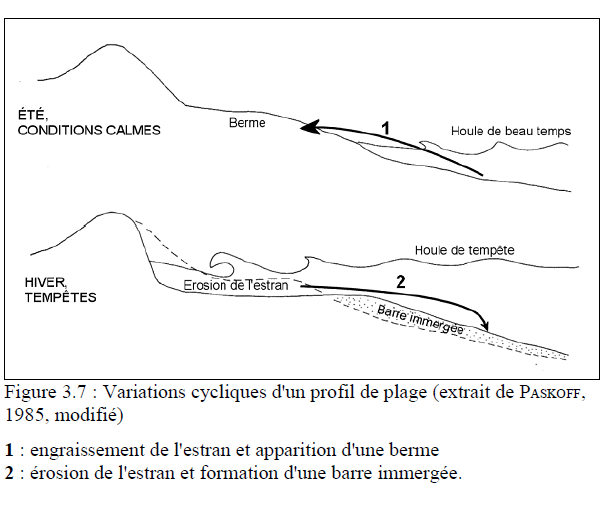 ÉTÉ,
CONDITIONS CALMES
Berme
1
Houle de beau temps
HIVER,
TEMPÊTES
Houle de tempête
Erosion de l'estran
2
Barre immergée
Figure 3.7 : Variations cycliques d'un profil de plage (extrait de PASKOFF,
1985, modifié)
1 : engraissement de l'estran et apparition d'une berme
2 : érosion de l'estran et formation d'une barre immergée.